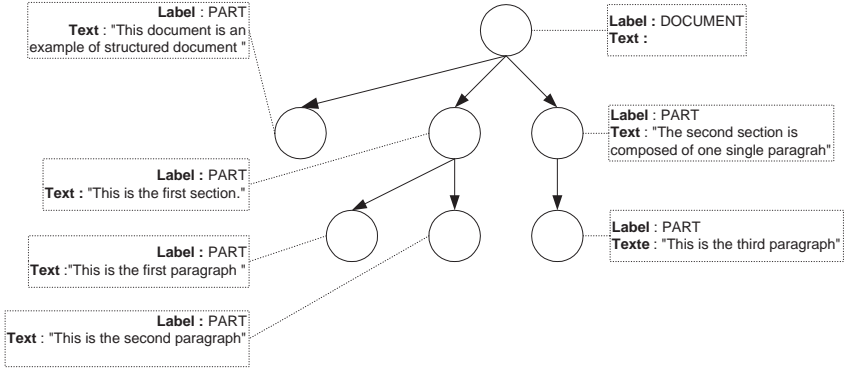 Label : PART
Text : "This document is an
example of structured document "
Label : DOCUMENT
Text :
Label : PART
Text : "The second section is
composed of one single paragrah"
Label : PART
Text : "This is the first section."
Label : PART
Texte : "This is the third paragraph"
Label : PART
Text :"This is the first paragraph "
Label : PART
Text : "This is the second paragraph"